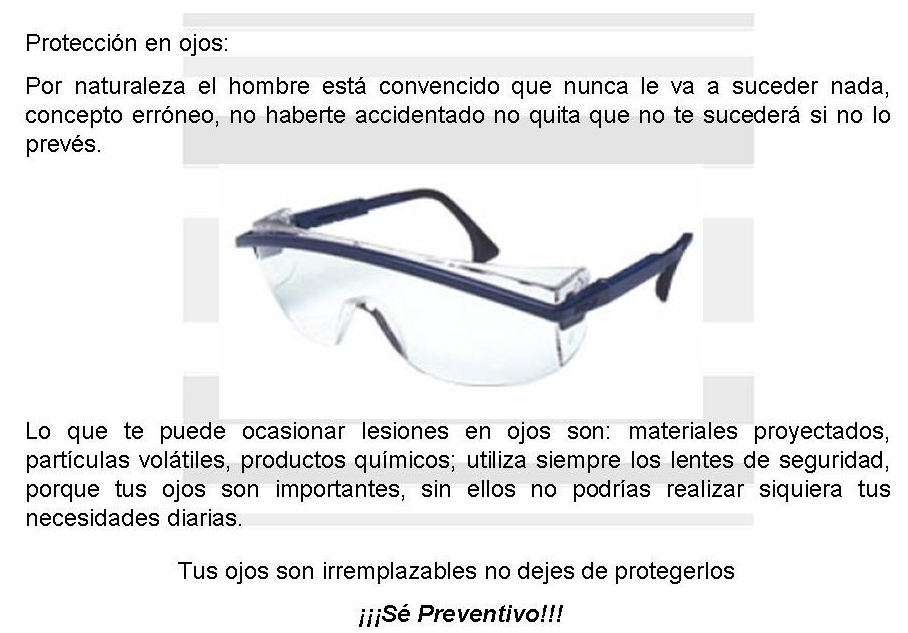 Protección en ojos:
Por naturaleza el hombre está convencido que nunca le va a suceder nada,
concepto erróneo, no haberte accidentado no quita que no te sucederá si no lo
prevés.
Lo que te puede ocasionar lesiones en ojos son: materiales proyectados,
partículas volátiles, productos químicos; utiliza siempre los lentes de seguridad,
porque tus ojos son importantes, sin ellos no podrías realizar siquiera tus
necesidades diarias.
Tus ojos son irremplazables no dejes de protegerlos
¡¡¡Sé Preventivo!!!